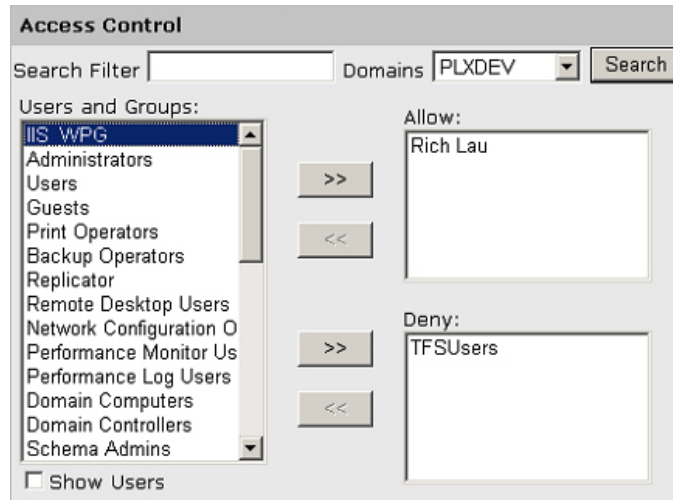 Access Control
Search Filter Domains PLXDEV Search
Users and Groups:
IIS_WPG
Administrators
Users
Guests
Print Operators
Backup Operators
Replicator
Remote Desktop Users
Network Configuration O
Performance Monitor Us
Performance Log Users
Domain Computers
Domain Controllers
Schema Admins
Show Users
>>
<<
>>
<<
Allow:
Rich Lau
Deny:
TFSUsers